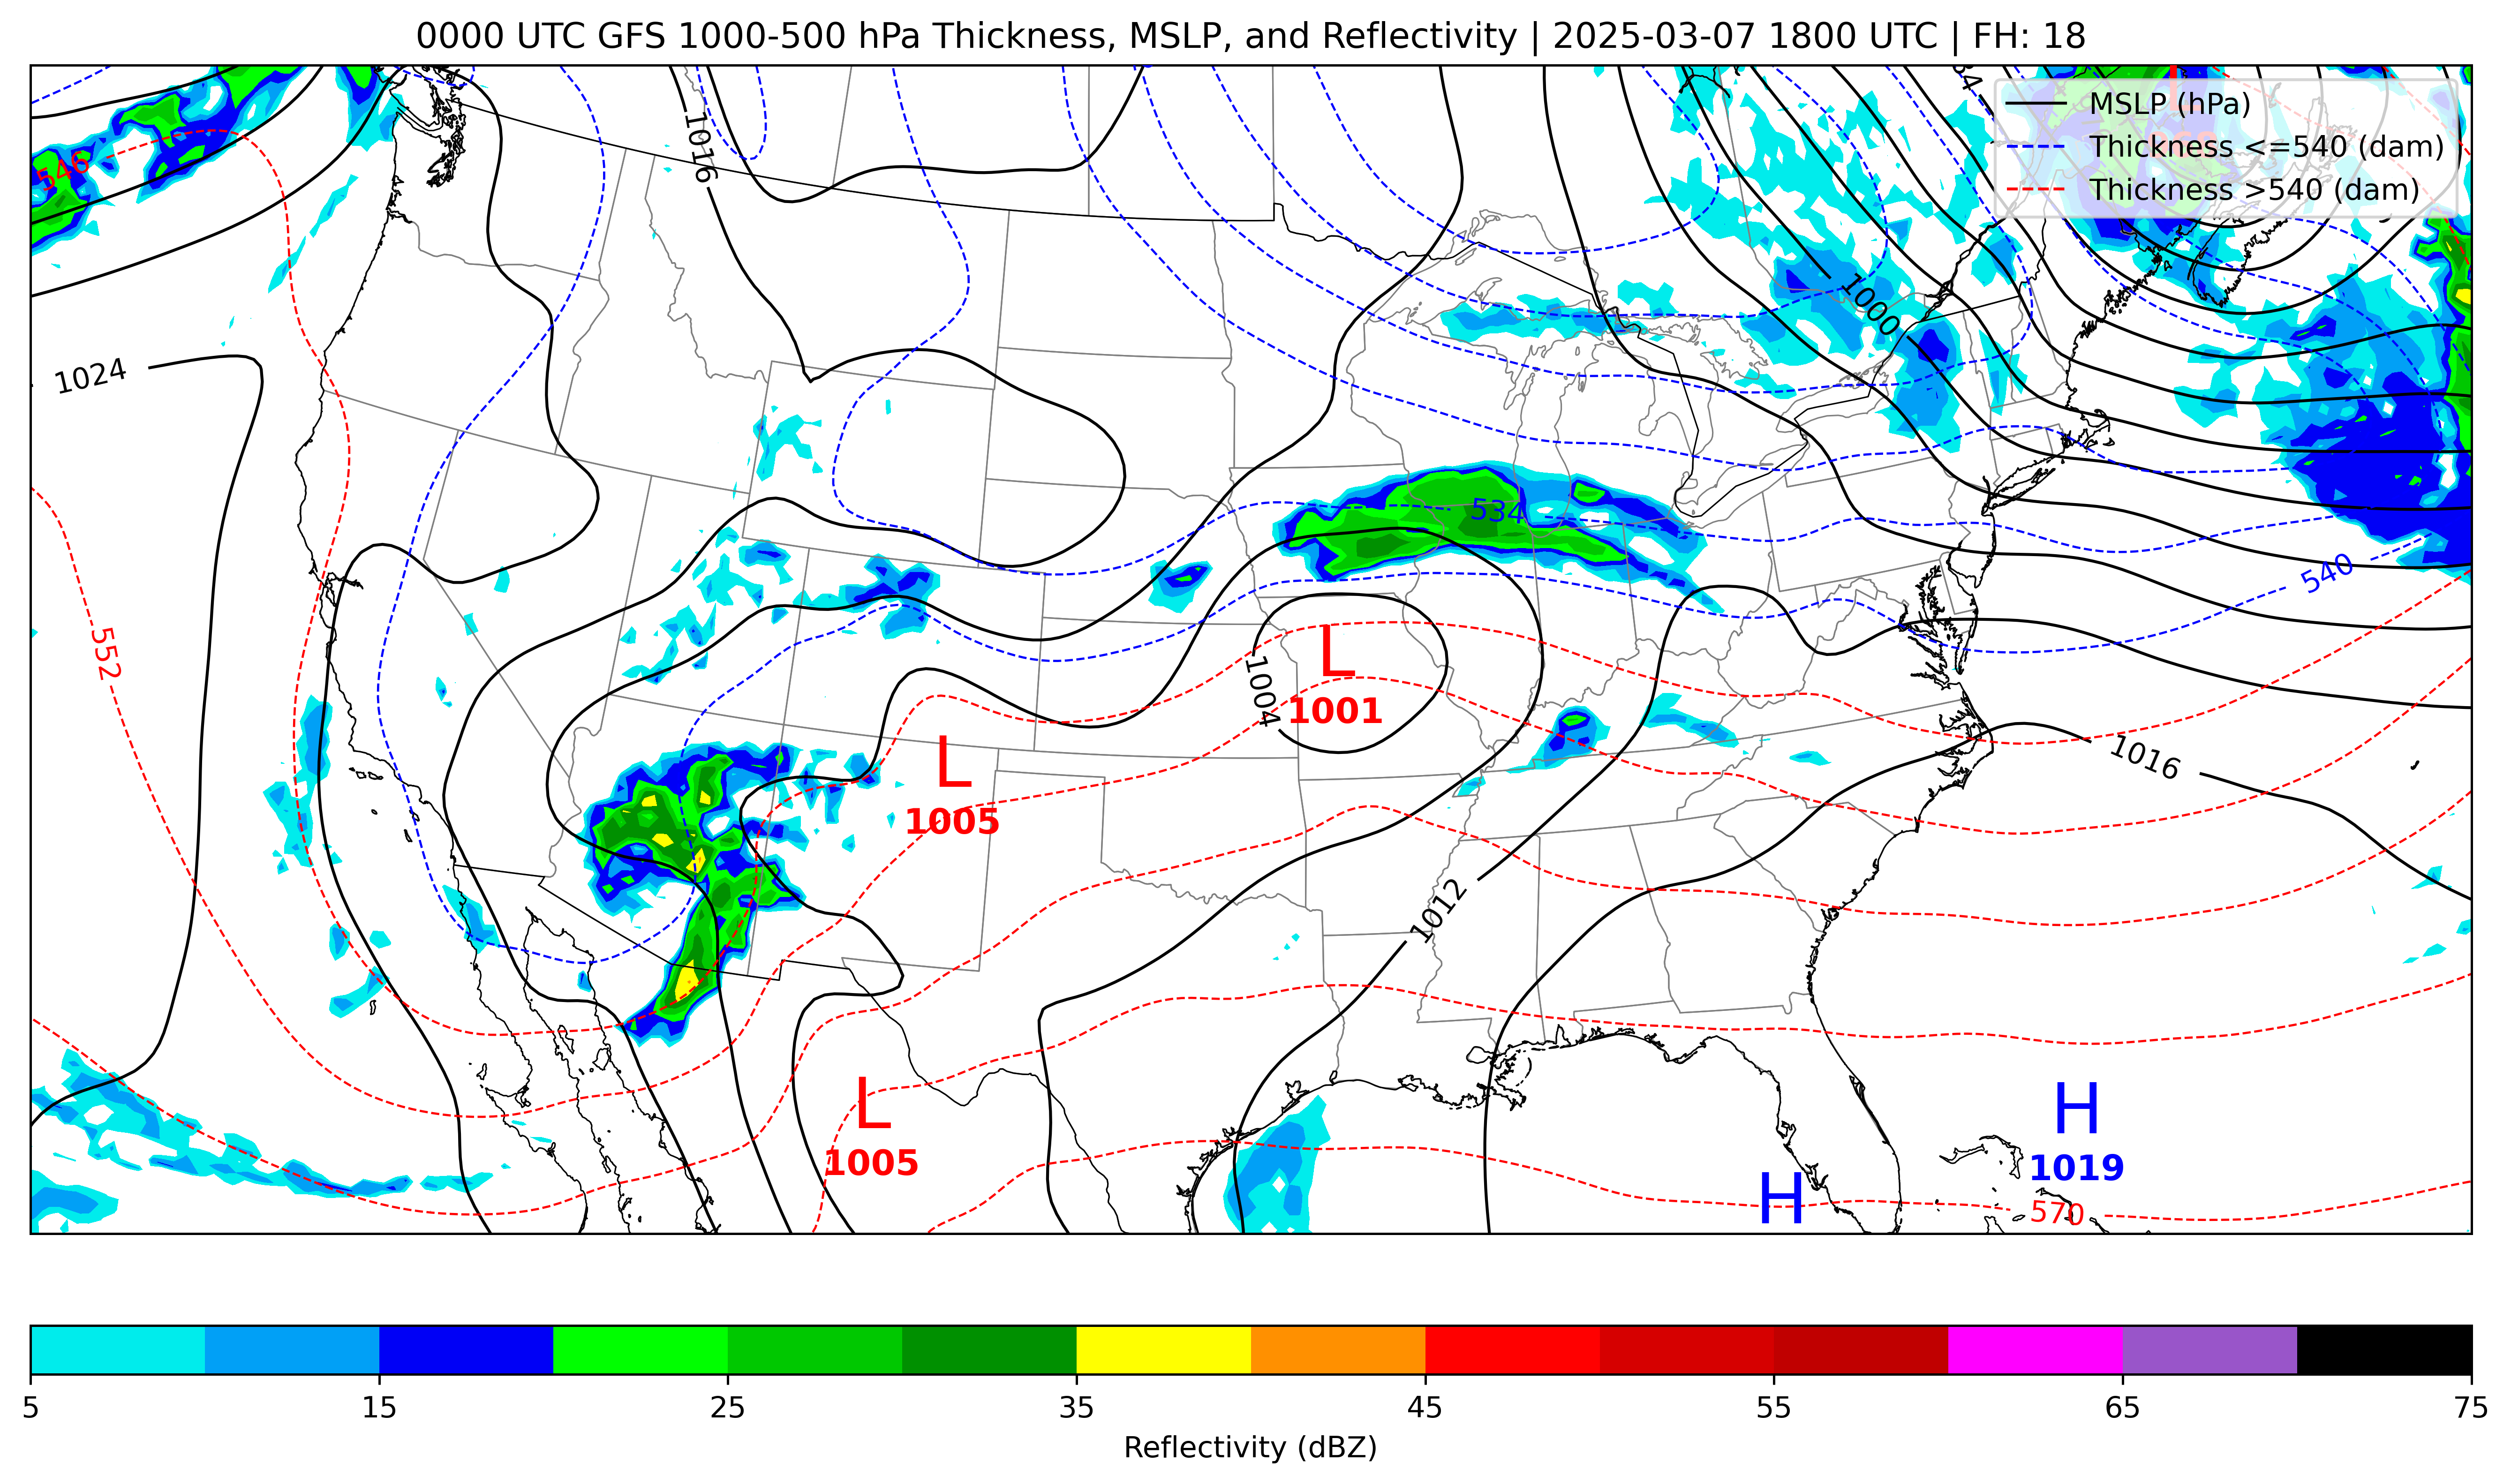 0000 UTC GFS 1000-500 hPa Thickness, MSLP, and Reflectivity | 2025-03-07 1800 UTC | FH: 18
L
MSLP (hPa)
Thickness <=540 (dam)
Thickness >540 (dam)
1016
546
1000
1024
534
540
552
L
1001
1004
L
1005
1016
1012
L
1005
H
1019
H
570
5 15 25 35 45 55 65 75
Reflectivity (dBZ)